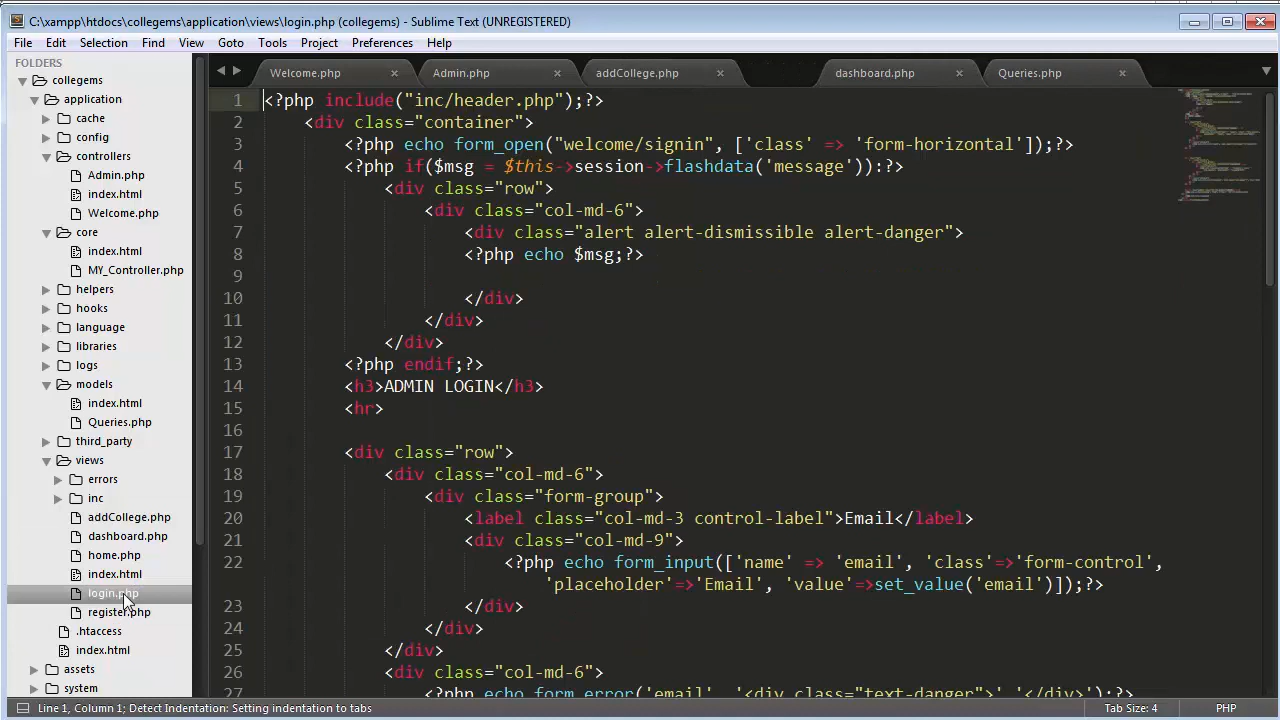 C:\xampp\htdocs\collegems\application\views\login.php (collegems) - Sublime Text (UNREGISTERED)
File Edit Selection Find View Goto Tools Project Preferences Help
FOLDERS
collegems
application
cache
config
controllers
Admin.php
index.html
Welcome.php
core
index.html
MY_Controller.php
helpers
hooks
language
libraries
logs
models
index.html
Queries.php
third_party
views
errors
inc
addCollege.php
dashboard.php
home.php
index.html
login.php
register.php
.htaccess
index.html
assets
system
Welcome.php Admin.php addCollege.php dashboard.php Queries.php
1 <?php include("inc/header.php");?>
2 <div class="container">
3 <?php echo form_open("welcome/signin", ['class' => 'form-horizontal']);?>
4 <?php if($msg = $this->session->flashdata('message')):?>
5 <div class="row">
6 <div class="col-md-6">
7 <div class="alert alert-dismissible alert-danger">
8 <?php echo $msg;?>
9
10 </div>
11 </div>
12 </div>
13 <?php endif;?>
14 <h3>ADMIN LOGIN</h3>
15 <hr>
16
17 <div class="row">
18 <div class="col-md-6">
19 <div class="form-group">
20 <label class="col-md-3 control-label">Email</label>
21 <div class="col-md-9">
22 <?php echo form_input(['name' => 'email', 'class'=>'form-control',
'placeholder'=>'Email', 'value'=>set_value('email')]);?>
23 </div>
24 </div>
25 </div>
26 <div class="col-md-6">
27 <?php echo form_error('email', '<div class="text-danger">', '</div>');?>
Line 1, Column 1; Detect Indentation: Setting indentation to tabs Tab Size: 4 PHP